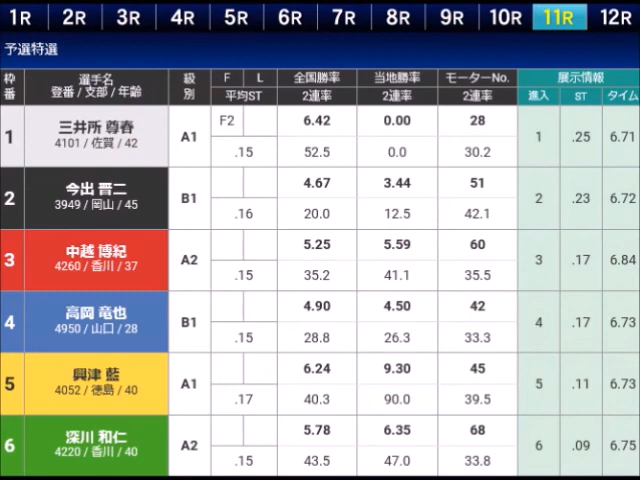 1R 2R 3R 4R 5R 6R 7R 8R 9R 10R 11R 12R
予選特選
枠番 選手名 登番 / 支部 / 年齢 級別 F L 平均ST 全国勝率 2連率 当地勝率 2連率 モーターNo. 2連率 展示情報 進入 ST タイム
1 三井所 尊春 A1 F2 6.42 0.00 28 1 .25 6.71
4101 / 佐賀 / 42 .15 52.5 0.0 30.2
2 今出 晋二 B1 4.67 3.44 51 2 .23 6.72
3949 / 岡山 / 45 .16 20.0 12.5 42.1
3 中越 博紀 A2 5.25 5.59 60 3 .17 6.84
4260 / 香川 / 37 .15 35.2 41.1 35.5
4 高岡 竜也 B1 4.90 4.50 42 4 .17 6.73
4950 / 山口 / 28 .15 28.8 26.3 33.3
5 興津 藍 A1 6.24 9.30 45 5 .11 6.73
4052 / 徳島 / 40 .17 40.3 90.0 39.5
6 深川 和仁 A2 5.78 6.35 68 6 .09 6.75
4220 / 香川 / 40 .15 43.5 47.0 33.8